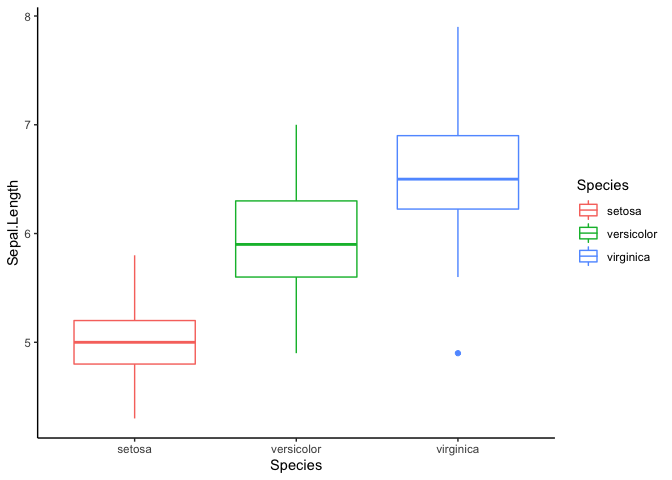 8
7
6
5
Sepal.Length
setosa
versicolor
virginica
Species
Species
setosa
versicolor
virginica